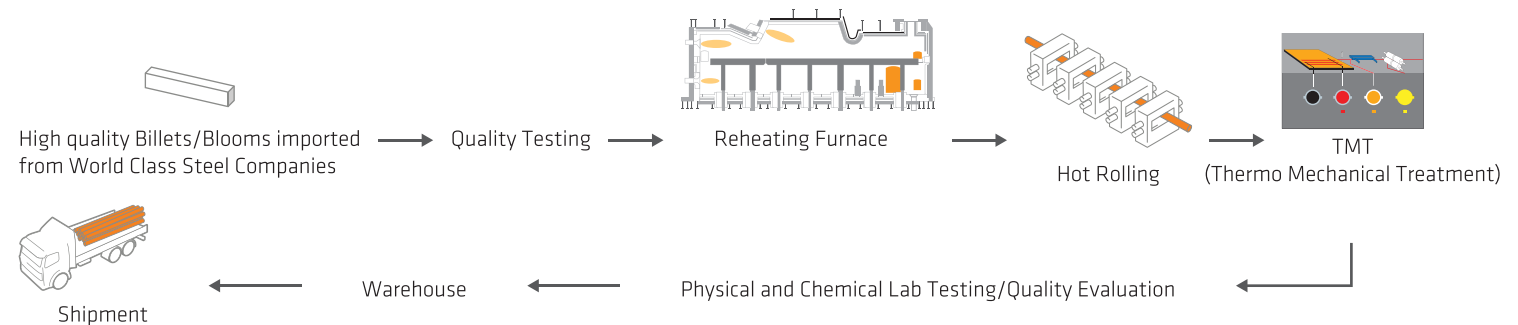 High quality Billets/Blooms imported
from World Class Steel Companies
Quality Testing
Reheating Furnace
Hot Rolling
TMT
(Thermo Mechanical Treatment)
Physical and Chemical Lab Testing/Quality Evaluation
Warehouse
Shipment